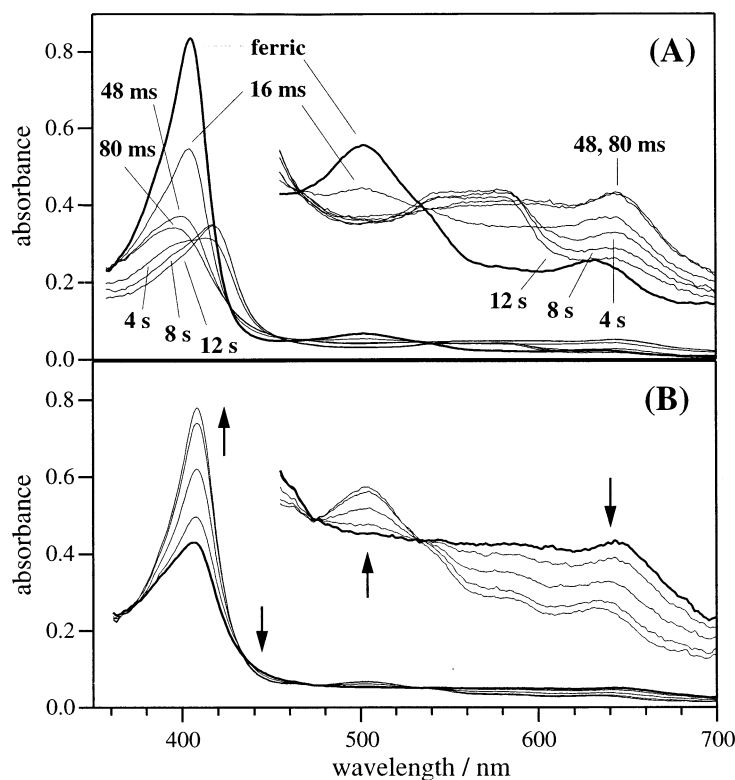 (A)
0.8
ferric
48 ms
16 ms
80 ms
0.6
48, 80 ms
absorbance
0.4
0.2
12 s
8 s
4 s
4 s
8 s
12 s
0.0
(B)
0.8
0.6
absorbance
0.4
0.2
0.0
400
500
600
700
wavelength / nm